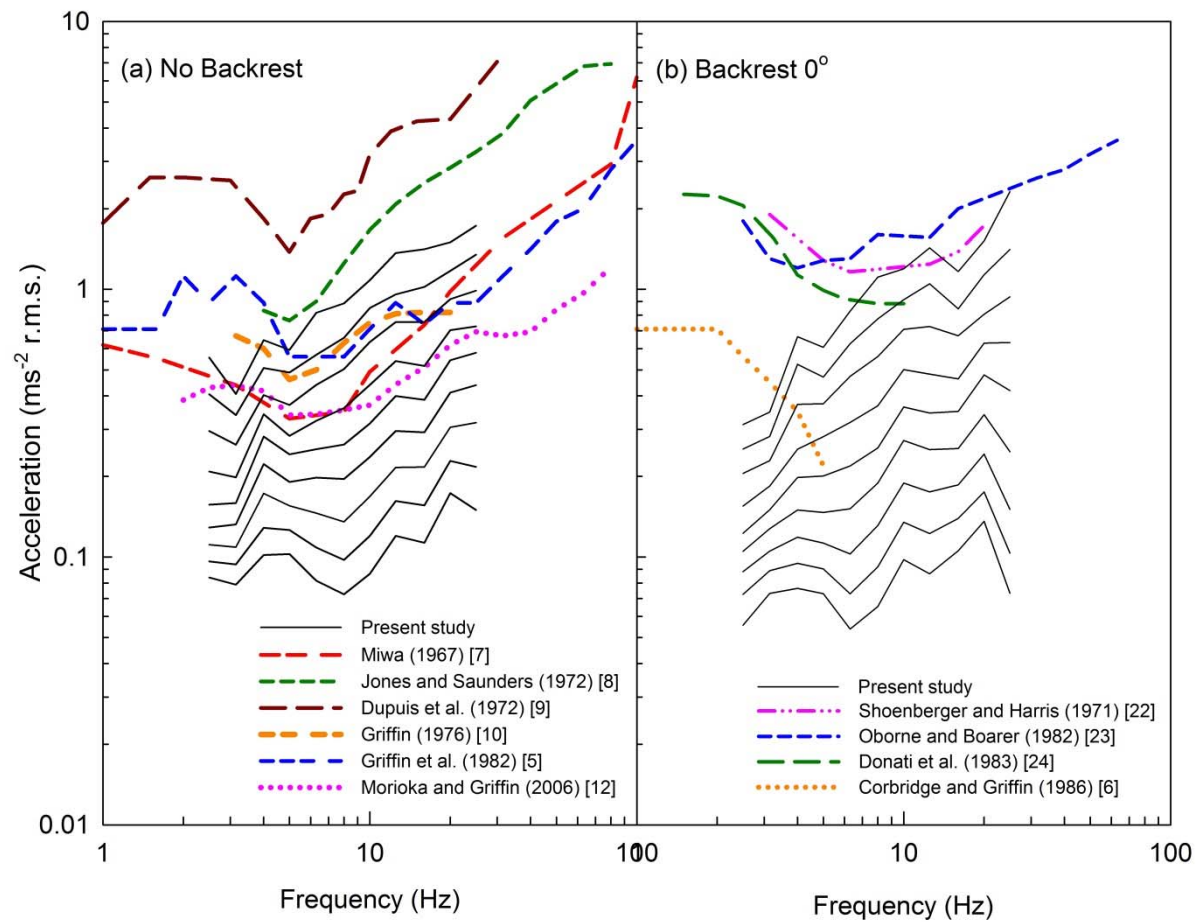 10
1
0.1
0.01
Acceleration (ms-2 r.m.s.)
(a) No Backrest
Present study
Miwa (1967) [7]
Jones and Saunders (1972) [8]
Dupuis et al. (1972) [9]
Griffin (1976) [10]
Griffin et al. (1982) [5]
Morioka and Griffin (2006) [12]
1 10 100
Frequency (Hz)
(b) Backrest 0o
Present study
Shoenberger and Harris (1971) [22]
Oborne and Boarer (1982) [23]
Donati et al. (1983) [24]
Corbridge and Griffin (1986) [6]
10 100
Frequency (Hz)